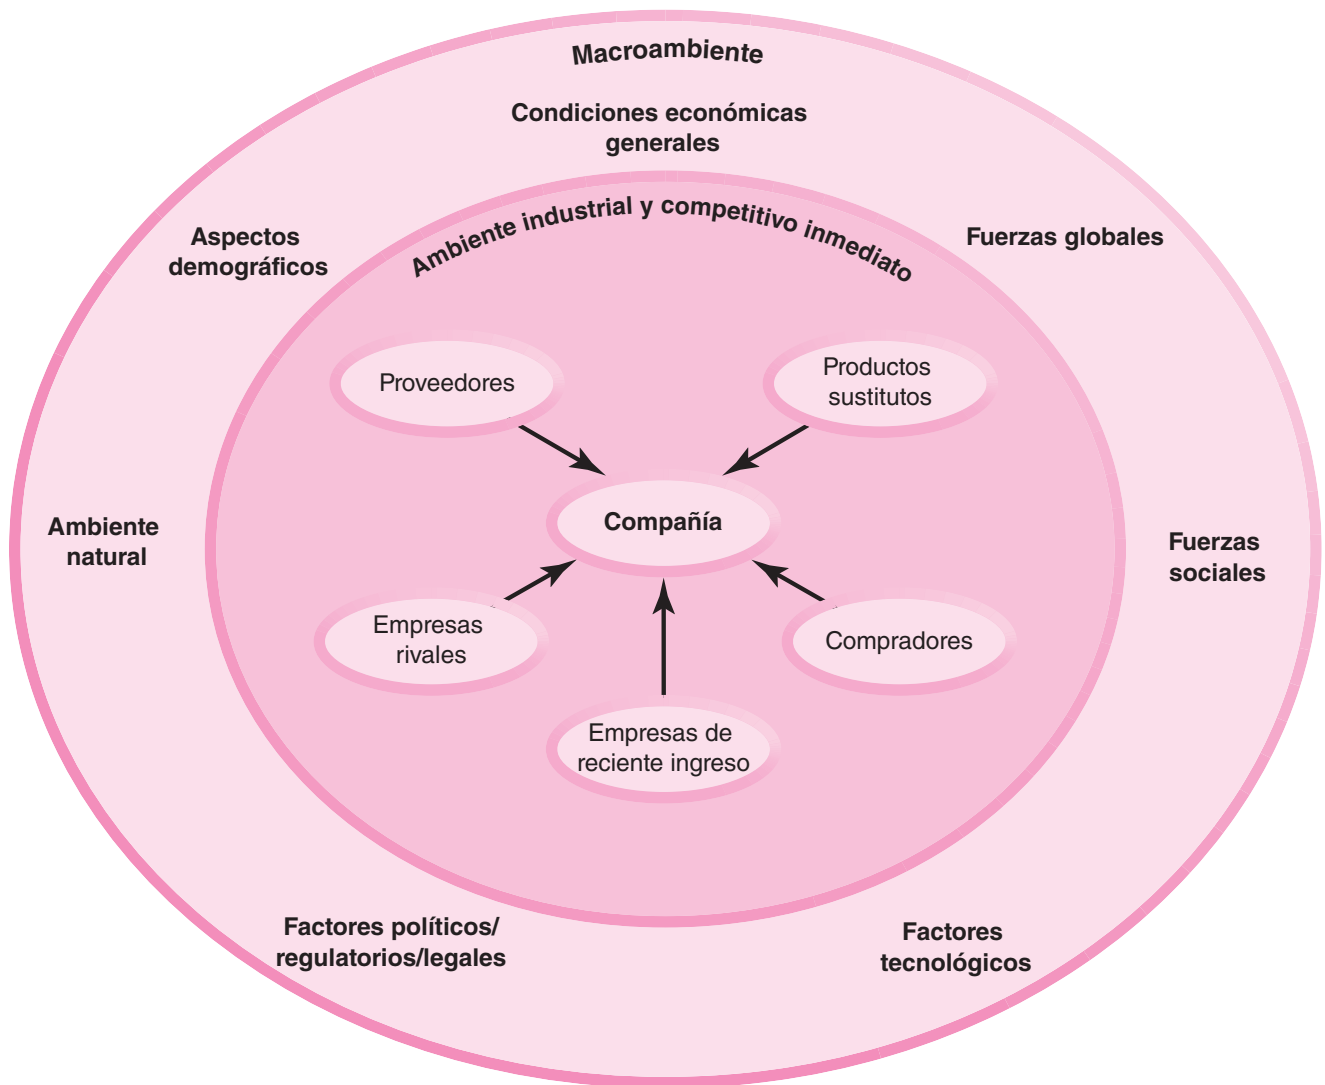 Macroambiente
Condiciones económicas
generales
Ambiente industrial y competitivo inmediato
Aspectos
demográficos
Fuerzas globales
Proveedores
Productos
sustitutos
Compañía
Ambiente
natural
Fuerzas
sociales
Empresas
rivales
Compradores
Empresas de
reciente ingreso
Factores políticos/
regulatorios/legales
Factores
tecnológicos